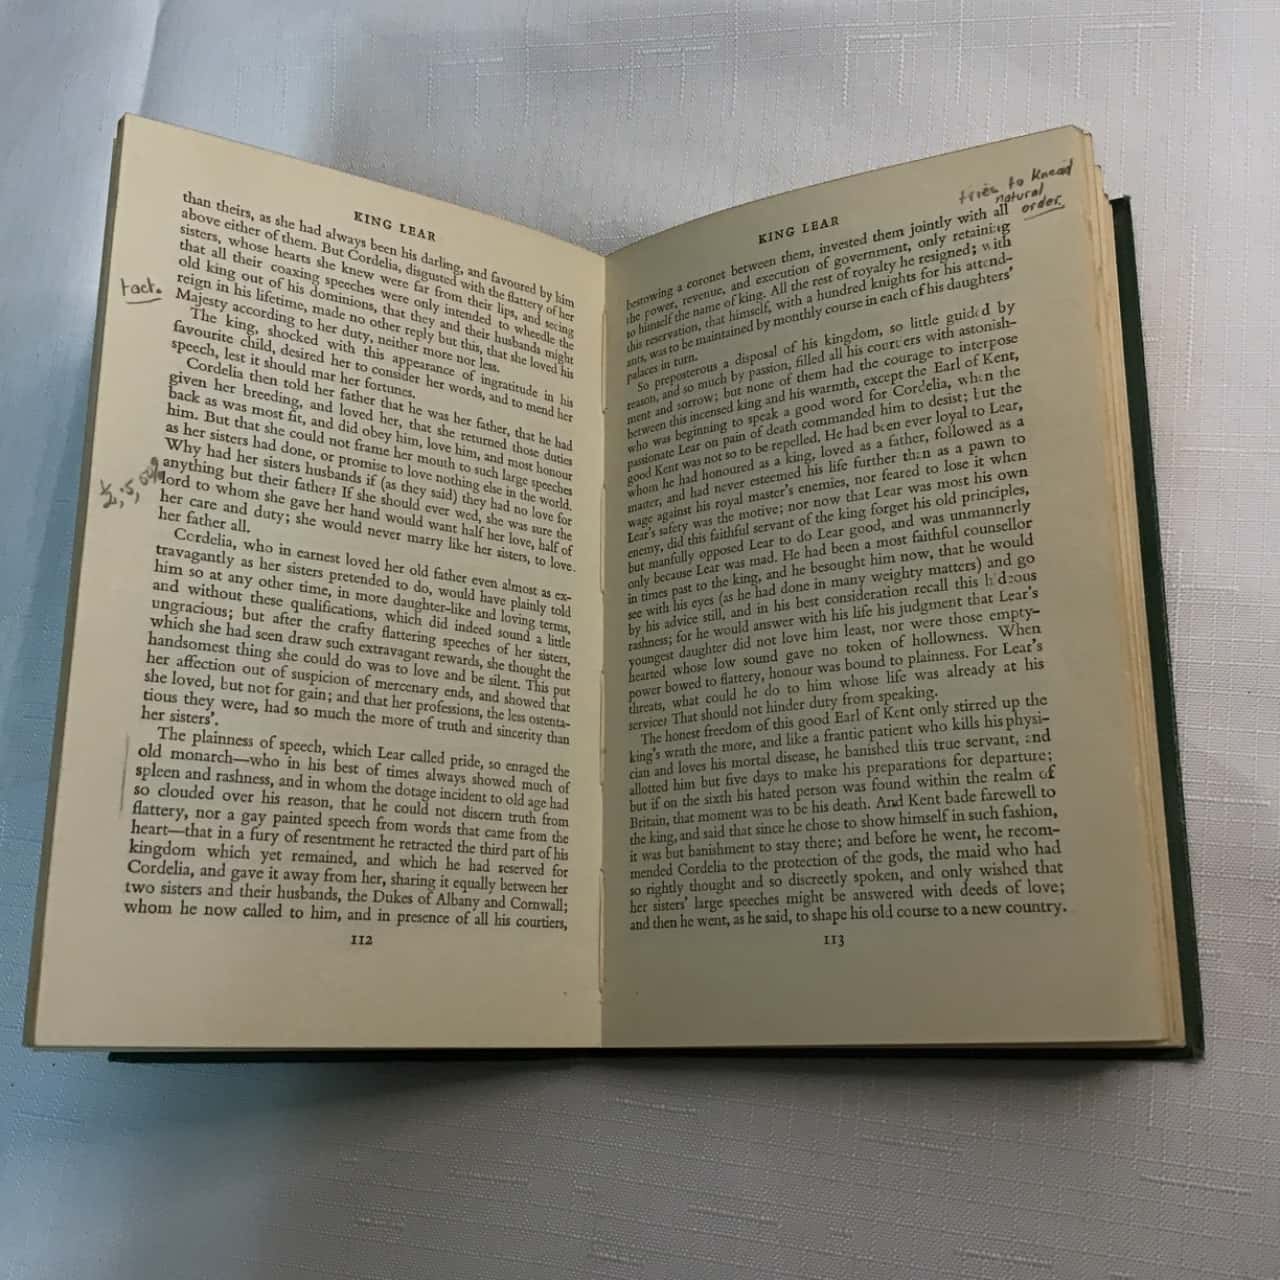 KING LEAR
than theirs, as she had always been his darling, and favoured by him
above either of them. But Cordelia, disgusted with the flattery of her
sisters, whose hearts she knew were far from their lips, and seeing
that all their coaxing speeches were only intended to wheedle the
old king out of his dominions, that they and their husbands might
reign in his lifetime, made no other reply but this, that she loved his
Majesty according to her duty, neither more nor less.
tact.
The king, shocked with this appearance of ingratitude in his
favourite child, desired her to consider her words, and to mend her
speech, lest it should mar her fortunes.
Cordelia then told her father that he was her father, that he had
given her breeding, and loved her, that she returned those duties
back as was most fit, and did obey him, love him, and most honour
him. But that she could not frame her mouth to such large speeches
as her sisters had done, or promise to love nothing else in the world.
Why had her sisters husbands if (as they said) they had no love for
anything but their father? If she should ever wed, she was sure the
lord to whom she gave her hand would want half her love, half of
her care and duty; she would never marry like her sisters, to love
her father all.
Cordelia, who in earnest loved her old father even almost as ex-
travagantly as her sisters pretended to do, would have plainly told
him so at any other time, in more daughter-like and loving terms,
and without these qualifications, which did indeed sound a little
ungracious; but after the crafty flattering speeches of her sisters,
which she had seen draw such extravagant rewards, she thought the
handsomest thing she could do was to love and be silent. This put
her affection out of suspicion of mercenary ends, and showed that
she loved, but not for gain; and that her professions, the less ostenta-
tious they were, had so much the more of truth and sincerity than
her sisters'.
The plainness of speech, which Lear called pride, so enraged the
old monarch—who in his best of times always showed much of
spleen and rashness, and in whom the dotage incident to old age had
so clouded over his reason, that he could not discern truth from
flattery, nor a gay painted speech from words that came from the
heart—that in a fury of resentment he retracted the third part of his
kingdom which yet remained, and which he had reserved for
Cordelia, and gave it away from her, sharing it equally between her
two sisters and their husbands, the Dukes of Albany and Cornwall;
whom he now called to him, and in presence of all his courtiers,
112
tries to
natural
order
KING LEAR
bestowing a coronet between them, invested them jointly with all
the power, revenue, and execution of government, only retaining
to himself the name of king. All the rest of royalty he resigned; with
this reservation, that himself, with a hundred knights for his attend-
ants, was to be maintained by monthly course in each of his daughters'
palaces in turn.
So preposterous a disposal of his kingdom, so little guided by
reason, and so much by passion, filled all his courtiers with astonish-
ment and sorrow; but none of them had the courage to interpose
between this incensed king and his warmth, except the Earl of Kent,
who was beginning to speak a good word for Cordelia, when the
passionate Lear on pain of death commanded him to desist; but the
good Kent was not so to be repelled. He had been ever loyal to Lear,
whom he had honoured as a king, loved as a father, followed as a
master, and had never esteemed his life further than as a pawn to
wage against his royal master's enemies, nor feared to lose it when
Lear's safety was the motive; nor now that Lear was most his own
enemy, did this faithful servant of the king forget his old principles,
but manfully opposed Lear to do Lear good, and was unmannerly
only because Lear was mad. He had been a most faithful counsellor
in times past to the king, and he besought him now, that he would
see with his eyes (as he had done in many weighty matters) and go
by his advice still, and in his best consideration recall this hideous
rashness; for he would answer with his life his judgment that Lear's
youngest daughter did not love him least, nor were those empty-
hearted whose low sound gave no token of hollowness. When
power bowed to flattery, honour was bound to plainness. For Lear's
threats, what could he do to him whose life was already at his
service? That should not hinder duty from speaking.
The honest freedom of this good Earl of Kent only stirred up the
king's wrath the more, and like a frantic patient who kills his physi-
cian and loves his mortal disease, he banished this true servant, and
allotted him but five days to make his preparations for departure;
but if on the sixth his hated person was found within the realm of
Britain, that moment was to be his death. And Kent bade farewell to
the king, and said that since he chose to show himself in such fashion,
it was but banishment to stay there; and before he went, he recom-
mended Cordelia to the protection of the gods, the maid who had
so rightly thought and so discreetly spoken, and only wished that
her sisters' large speeches might be answered with deeds of love;
and then he went, as he said, to shape his old course to a new country.
113